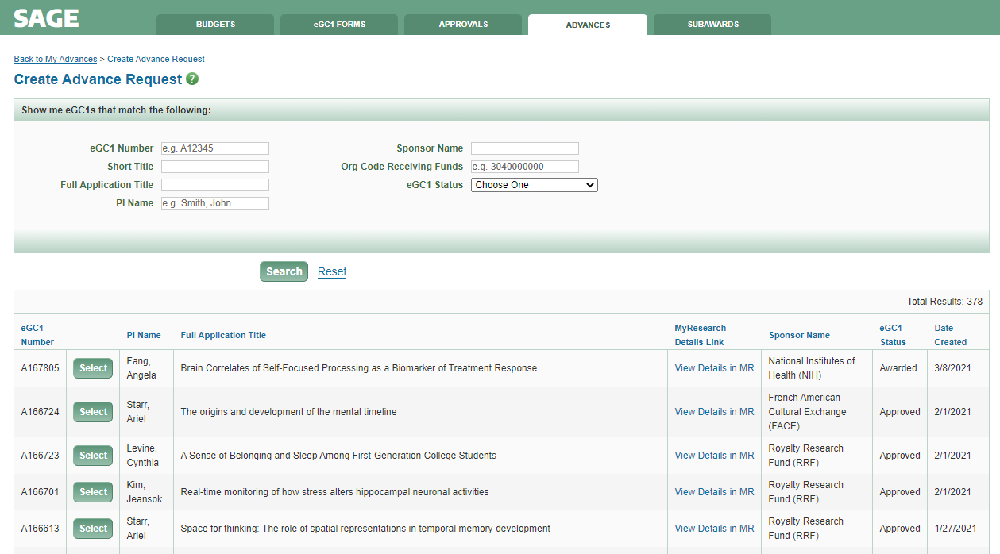 SAGE
BUDGETS
eGC1 FORMS
APPROVALS
ADVANCES
SUBAWARDS
Back to My Advances > Create Advance Request
Create Advance Request ?
Show me eGC1s that match the following:
eGC1 Number e.g. A12345 Sponsor Name
Short Title Org Code Receiving Funds e.g. 3040000000
Full Application Title eGC1 Status Choose One
PI Name e.g. Smith, John
Search Reset
Total Results: 378
eGC1 Number
PI Name
Full Application Title
MyResearch Details Link
Sponsor Name
eGC1 Status
Date Created
A167805 Select Fang, Angela Brain Correlates of Self-Focused Processing as a Biomarker of Treatment Response View Details in MR National Institutes of Health (NIH) Awarded 3/8/2021
A166724 Select Starr, Ariel The origins and development of the mental timeline View Details in MR French American Cultural Exchange (FACE) Approved 2/1/2021
A166723 Select Levine, Cynthia A Sense of Belonging and Sleep Among First-Generation College Students View Details in MR Royalty Research Fund (RRF) Approved 2/1/2021
A166701 Select Kim, Jeansok Real-time monitoring of how stress alters hippocampal neuronal activities View Details in MR Royalty Research Fund (RRF) Approved 2/1/2021
A166613 Select Starr, Ariel Space for thinking: The role of spatial representations in temporal memory development View Details in MR Royalty Research Fund (RRF) Approved 1/27/2021